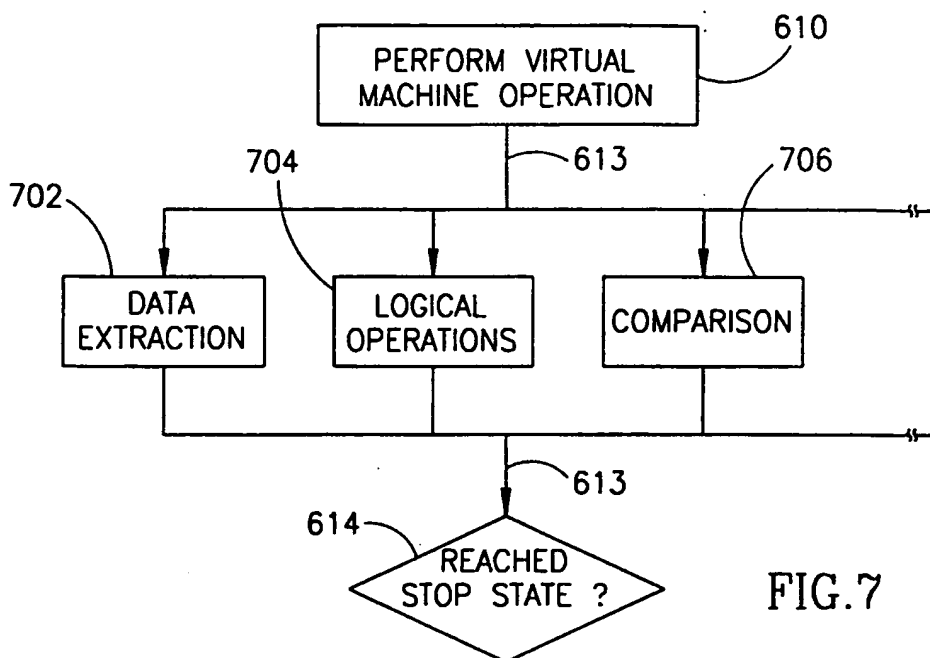 610
PERFORM VIRTUAL
MACHINE OPERATION
613
702
704
706
DATA
EXTRACTION
LOGICAL
OPERATIONS
COMPARISON
613
614
REACHED
STOP STATE ?
FIG.7